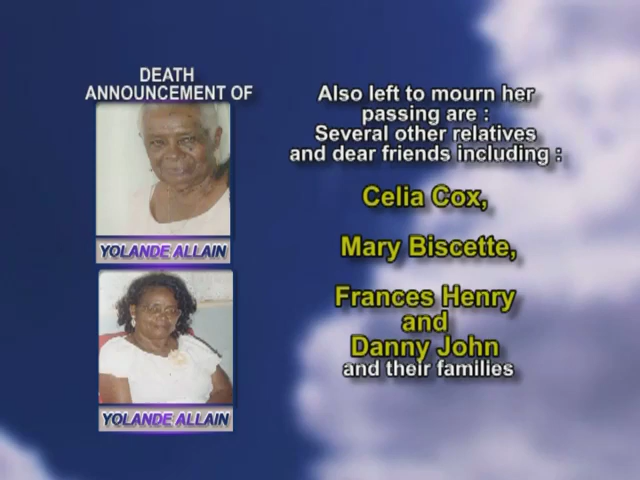 DEATH
ANNOUNCEMENT OF
YOLANDE ALLAIN
YOLANDE ALLAIN
Also left to mourn her
passing are :
Several other relatives
and dear friends including :
Celia Cox,
Mary Biscette,
Frances Henry
and
Danny John
and their families